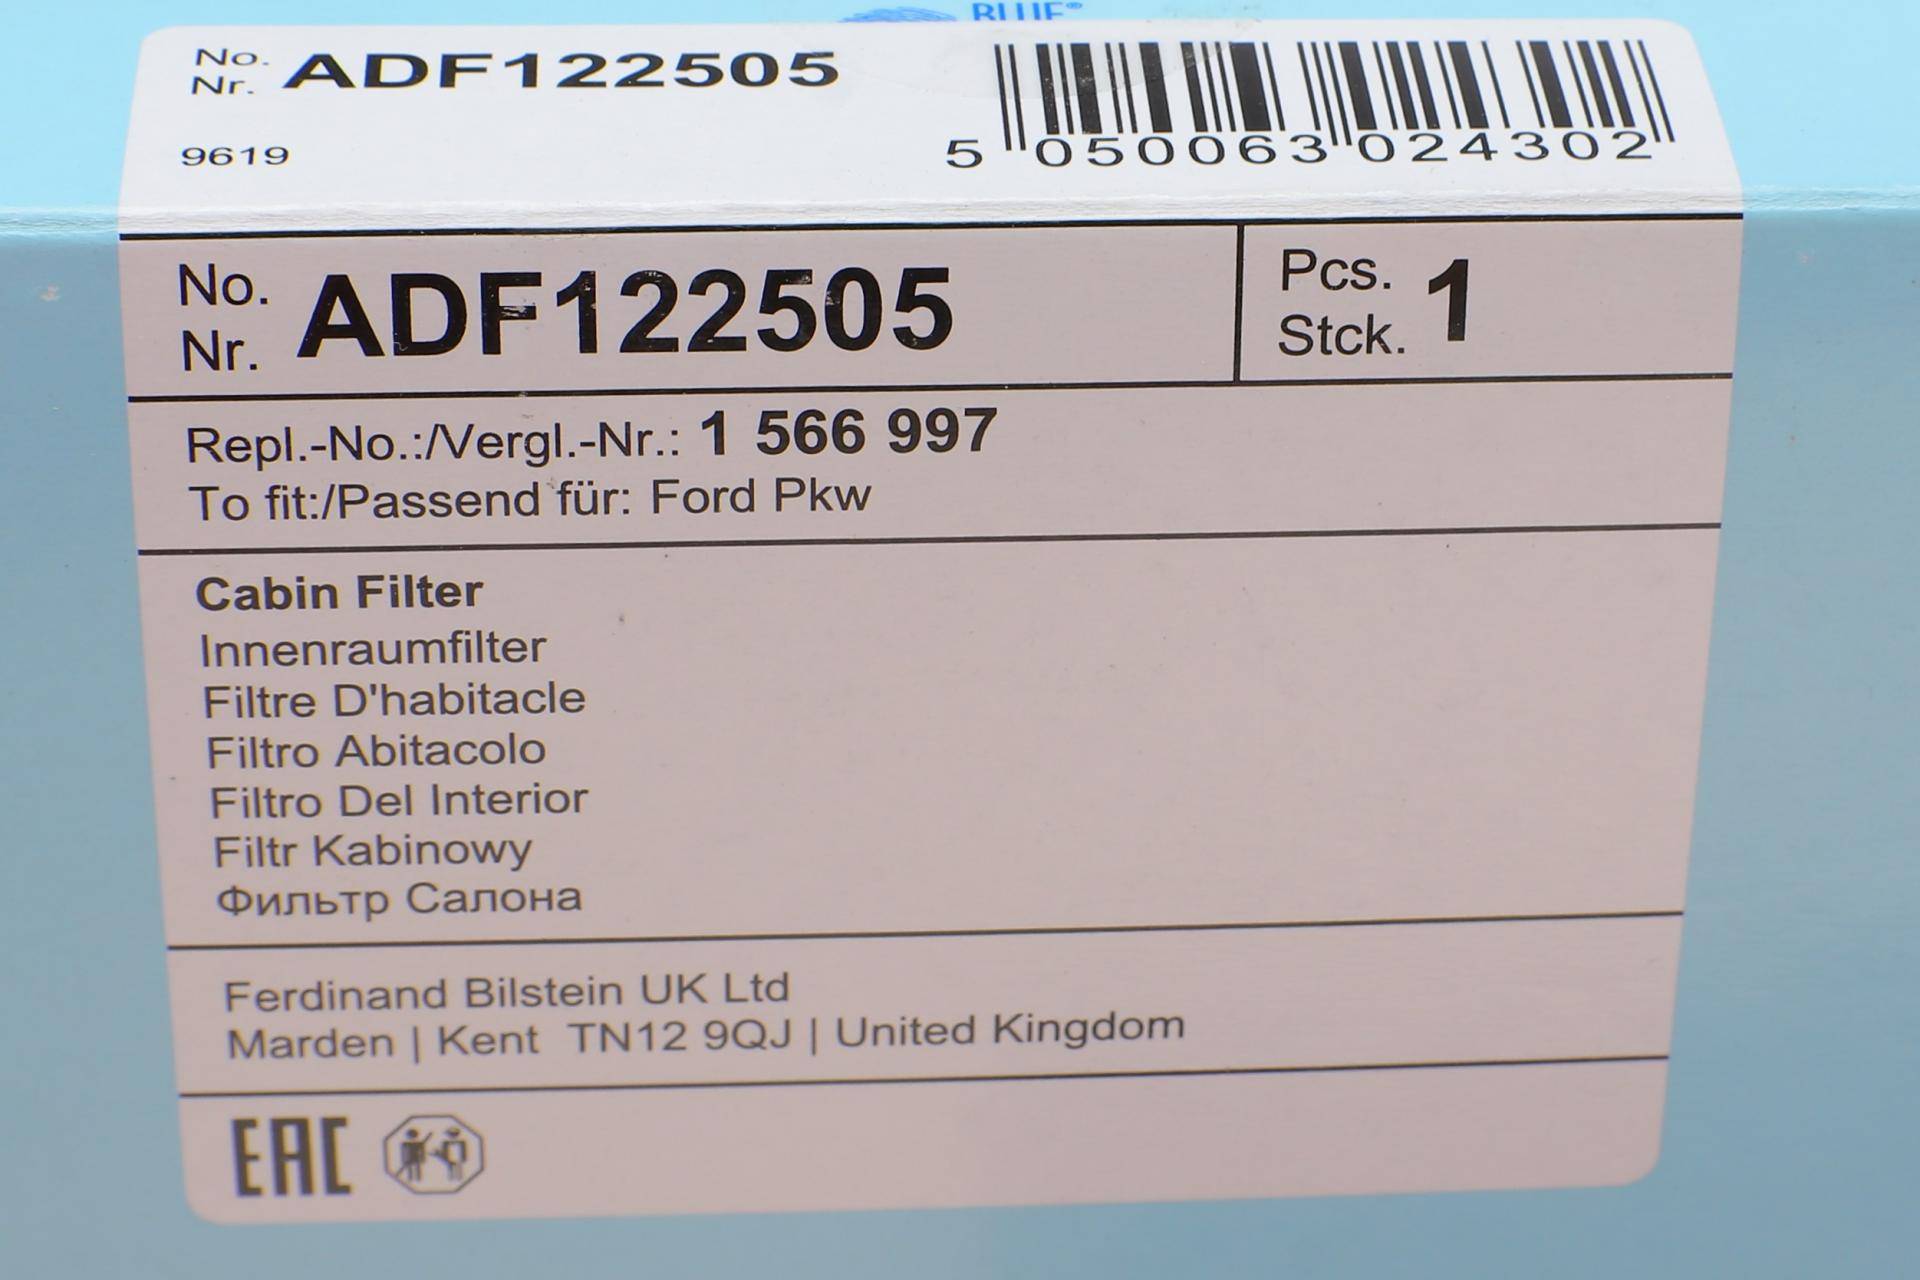 BLUE®
No.
Nr. ADF122505
9619
5 050063 024302
No.
Nr. ADF122505
Pcs.
Stck. 1
Repl.-No.:/Vergl.-Nr.: 1 566 997
To fit:/Passend für: Ford Pkw
Cabin Filter
Innenraumfilter
Filtre D'habitacle
Filtro Abitacolo
Filtro Del Interior
Filtr Kabinowy
Фильтр Салона
Ferdinand Bilstein UK Ltd
Marden | Kent TN12 9QJ | United Kingdom
EAC